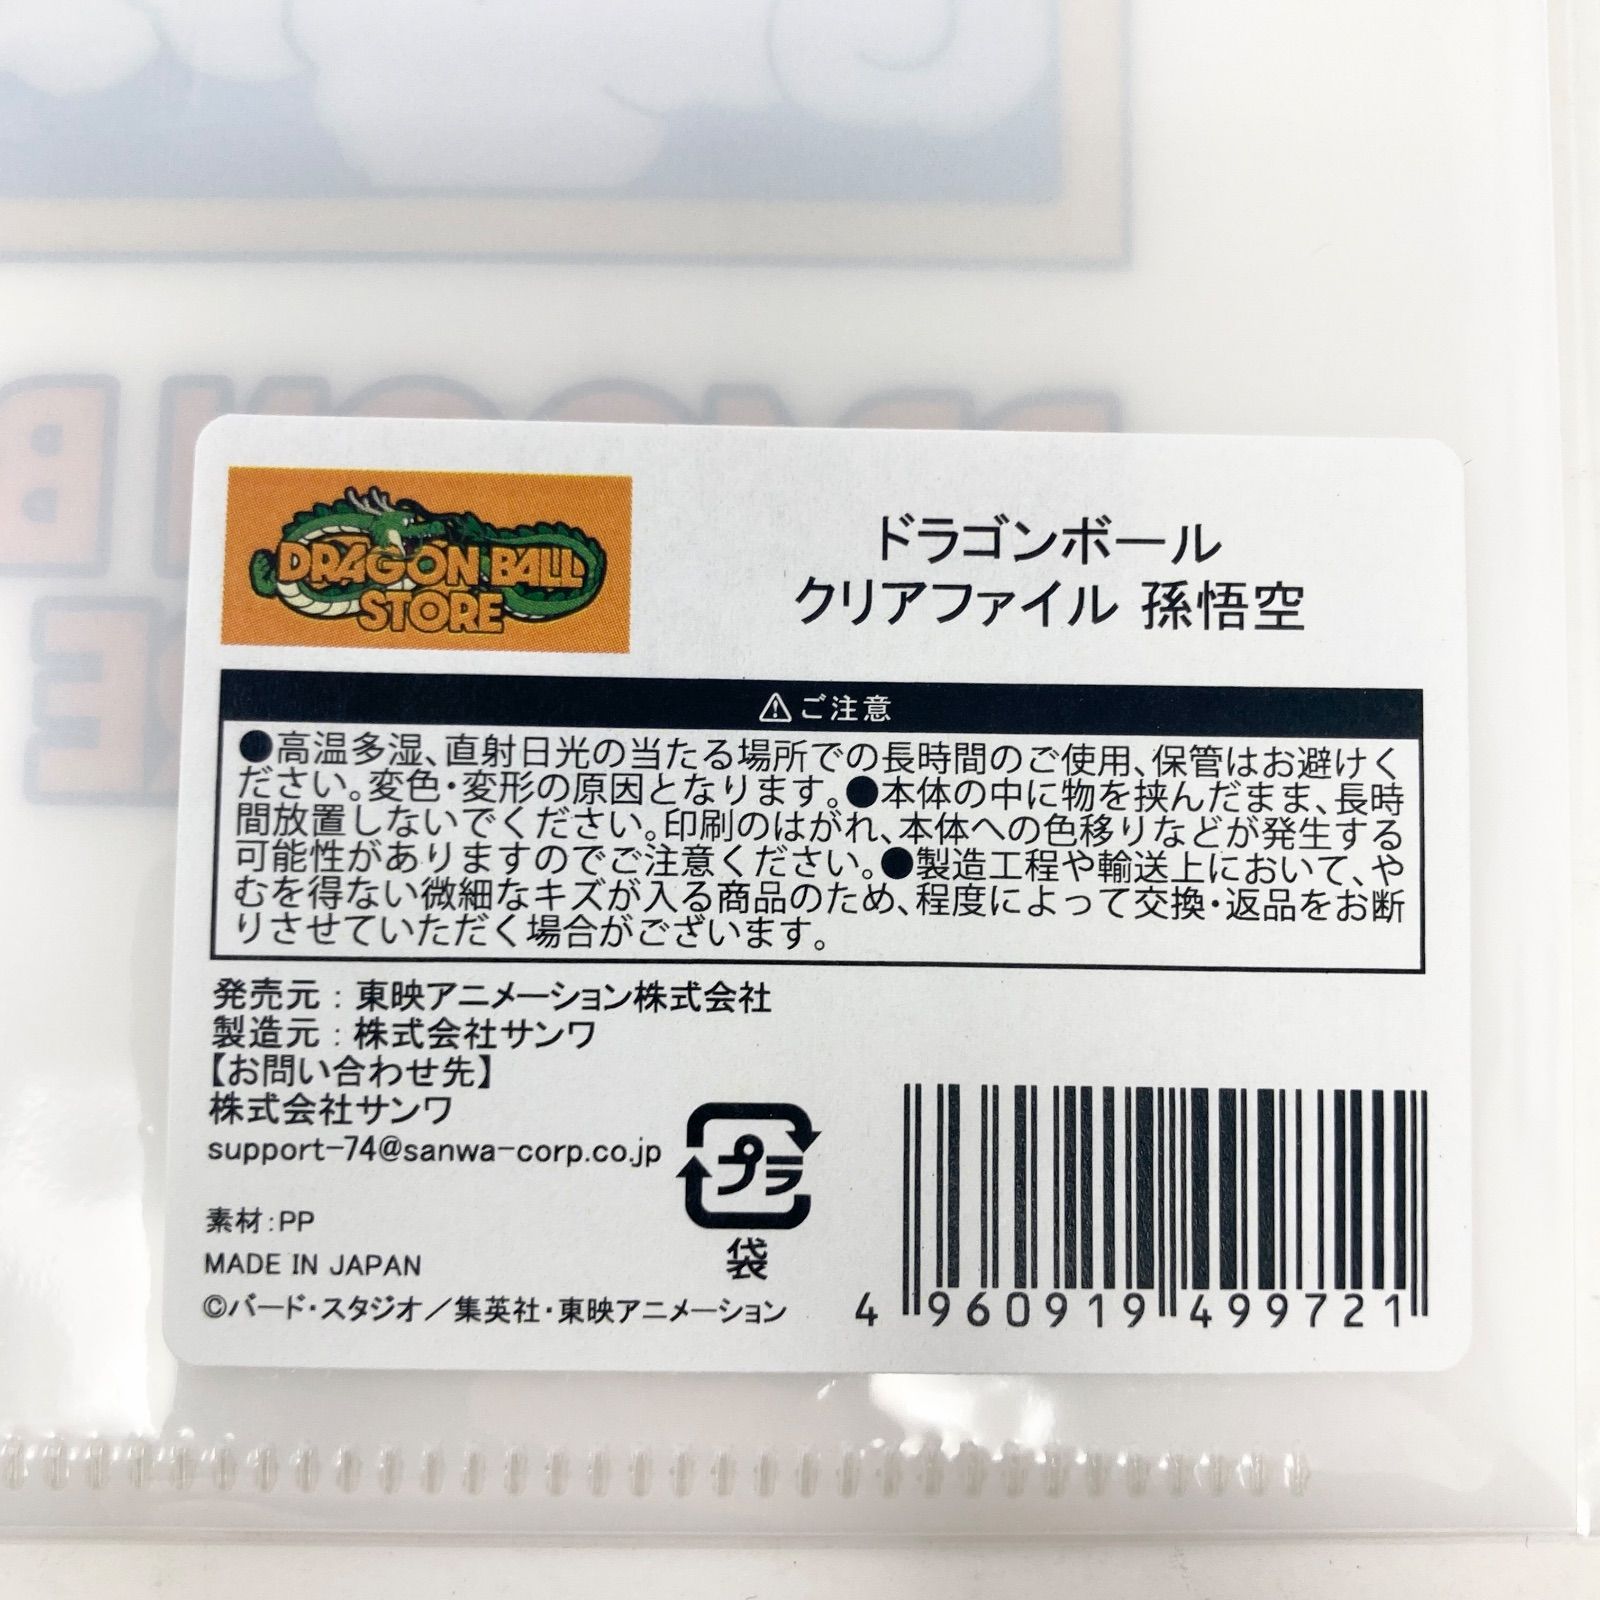 DRAGON BALL
STORE
ドラゴンボール
クリアファイル 孫悟空
⚠ご注意
●高温多湿、直射日光の当たる場所での長時間のご使用、保管はお避けく
ださい。変色・変形の原因となります。●本体の中に物を挟んだまま、長時
間放置しないでください。印刷のはがれ、本体への色移りなどが発生する
可能性がありますのでご注意ください。●製造工程や輸送上において、や
むを得ない微細なキズが入る商品のため、程度によって交換・返品をお断
りさせていただく場合がございます。
発売元：東映アニメーション株式会社
製造元：株式会社サンワ
【お問い合わせ先】
株式会社サンワ
support-74@sanwa-corp.co.jp
プラ
袋
素材：PP
MADE IN JAPAN
©バード・スタジオ／集英社・東映アニメーション
4 960919 499721